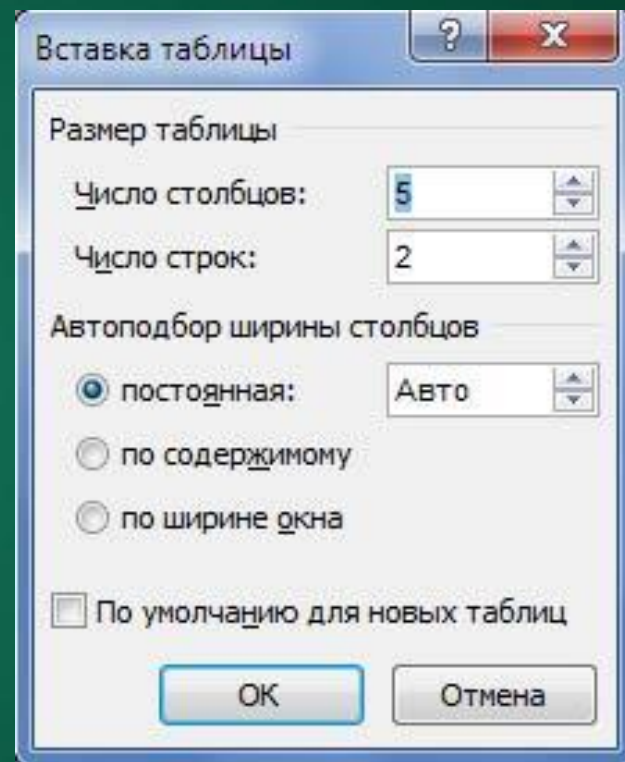 Вставка таблицы
?
Размер таблицы
Число столбцов: 5
Число строк: 2
Автоподбор ширины столбцов
постоянная: Авто
по содержимому
по ширине окна
По умолчанию для новых таблиц
ОК Отмена